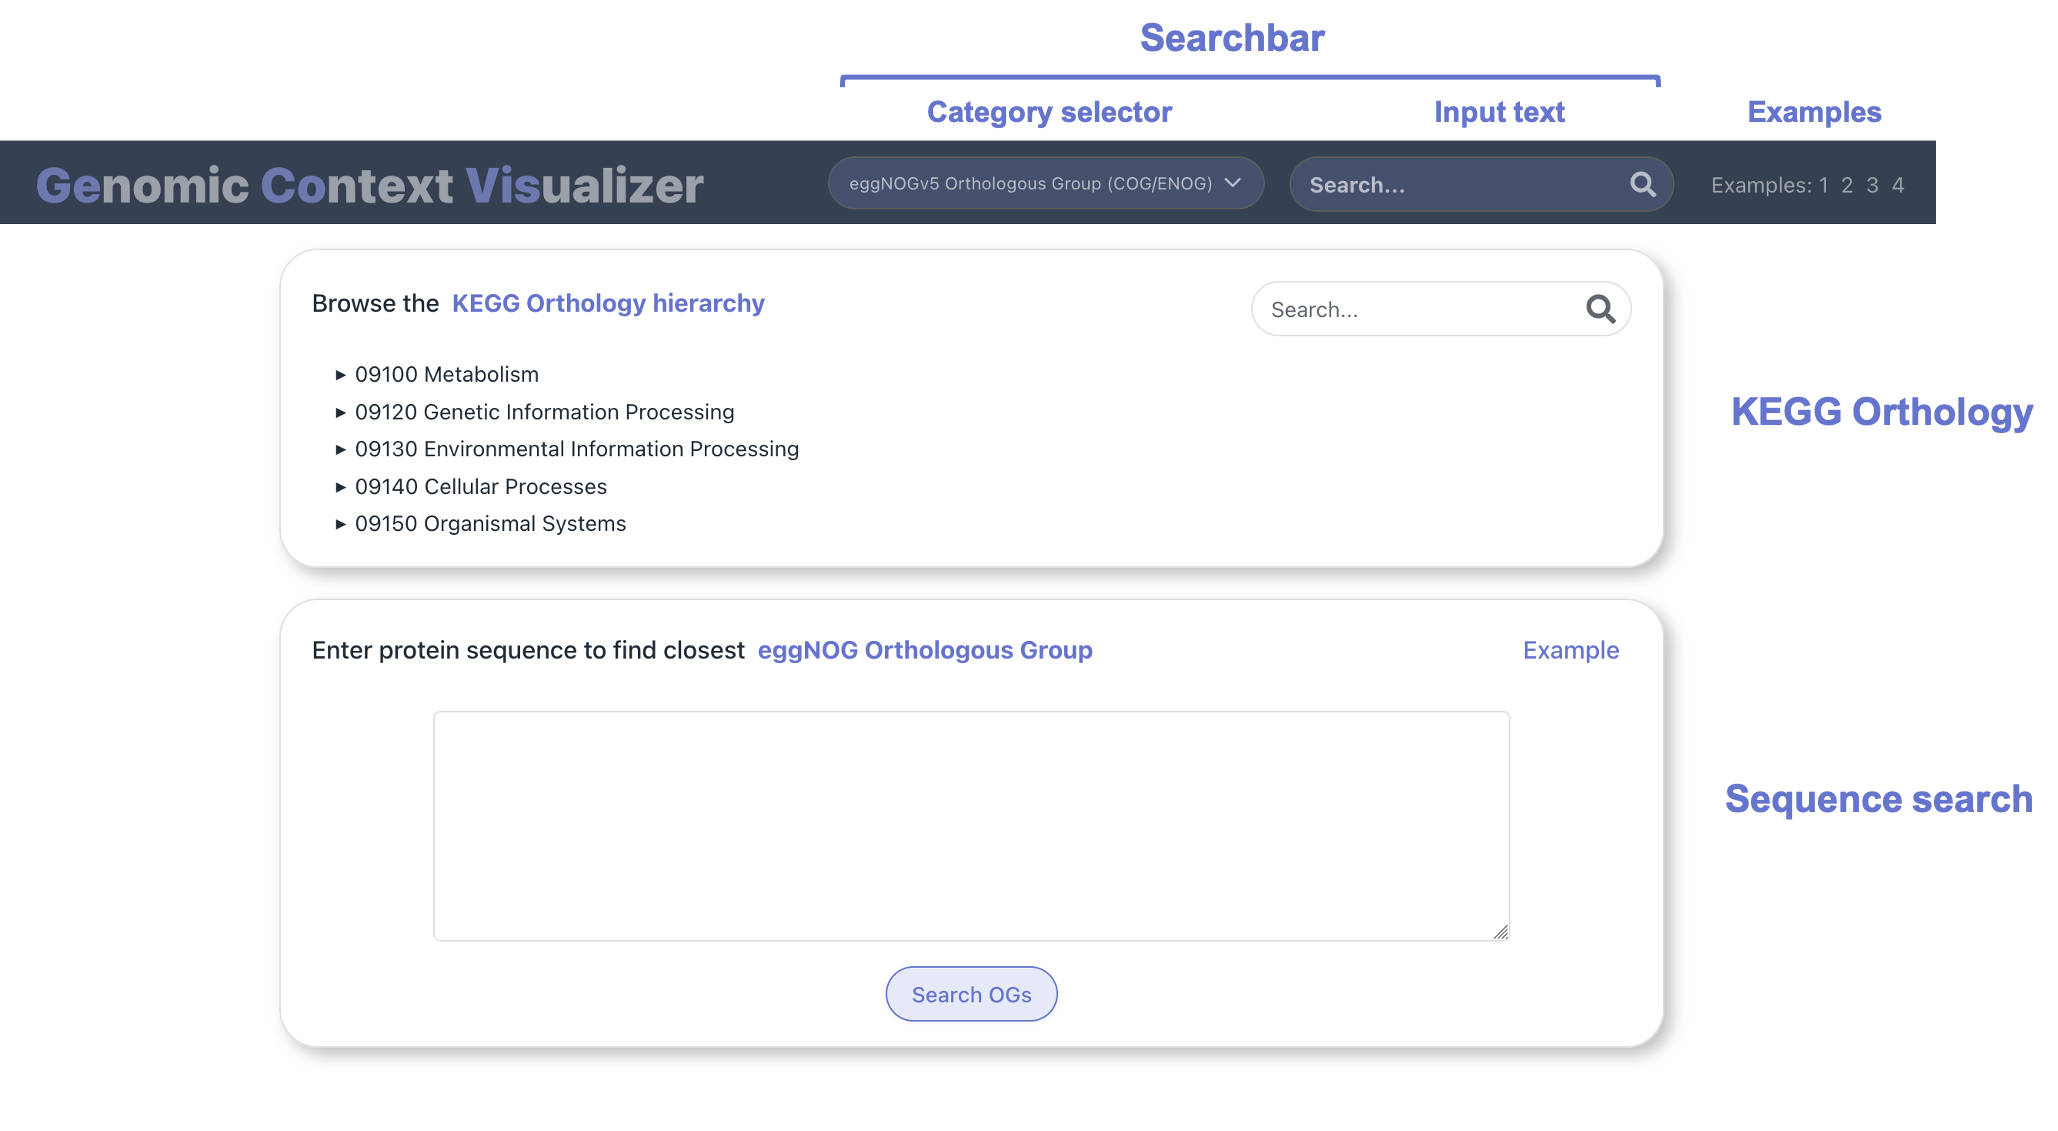 Searchbar
Category selector Input text Examples
Genomic Context Visualizer eggNOGv5 Orthologous Group (COG/ENOG) Search... Examples: 1 2 3 4
Browse the KEGG Orthology hierarchy Search...
09100 Metabolism
09120 Genetic Information Processing
KEGG Orthology
09130 Environmental Information Processing
09140 Cellular Processes
09150 Organismal Systems
Enter protein sequence to find closest eggNOG Orthologous Group Example
Sequence search
Search OGs